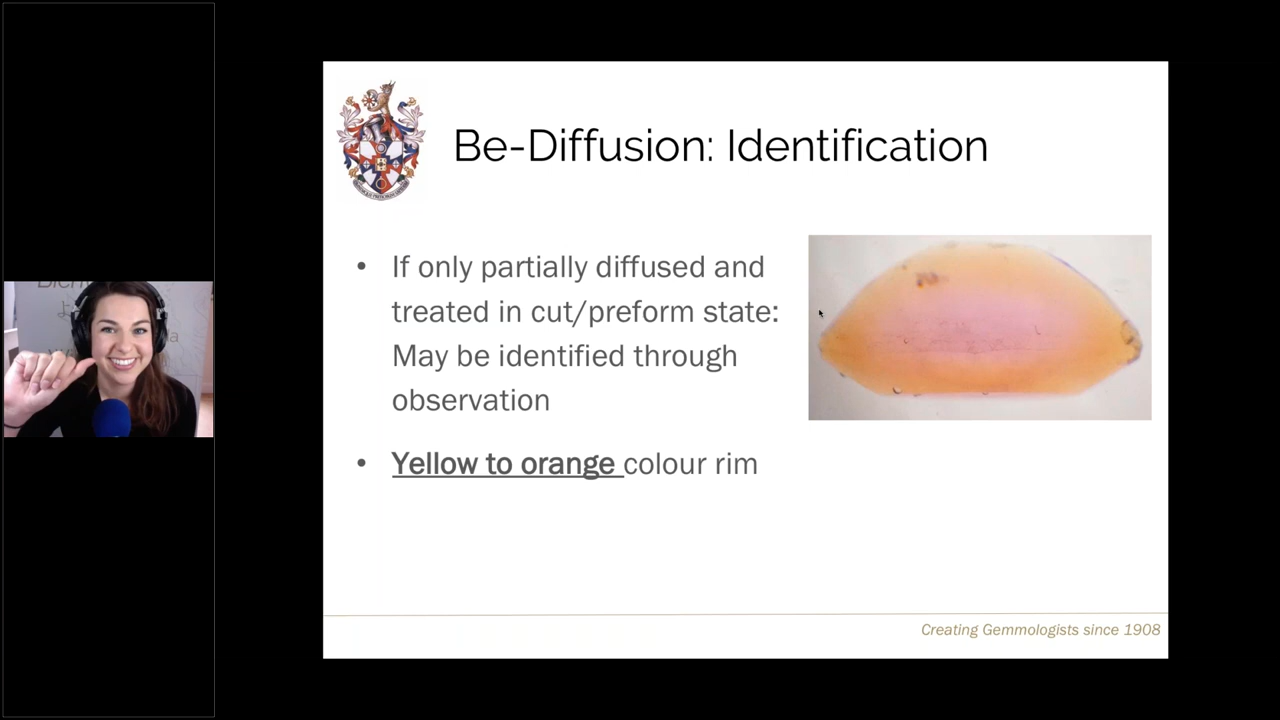 Be-Diffusion: Identification
• If only partially diffused and
treated in cut/preform state:
May be identified through
observation
• Yellow to orange colour rim
Creating Gemmologists since 1908